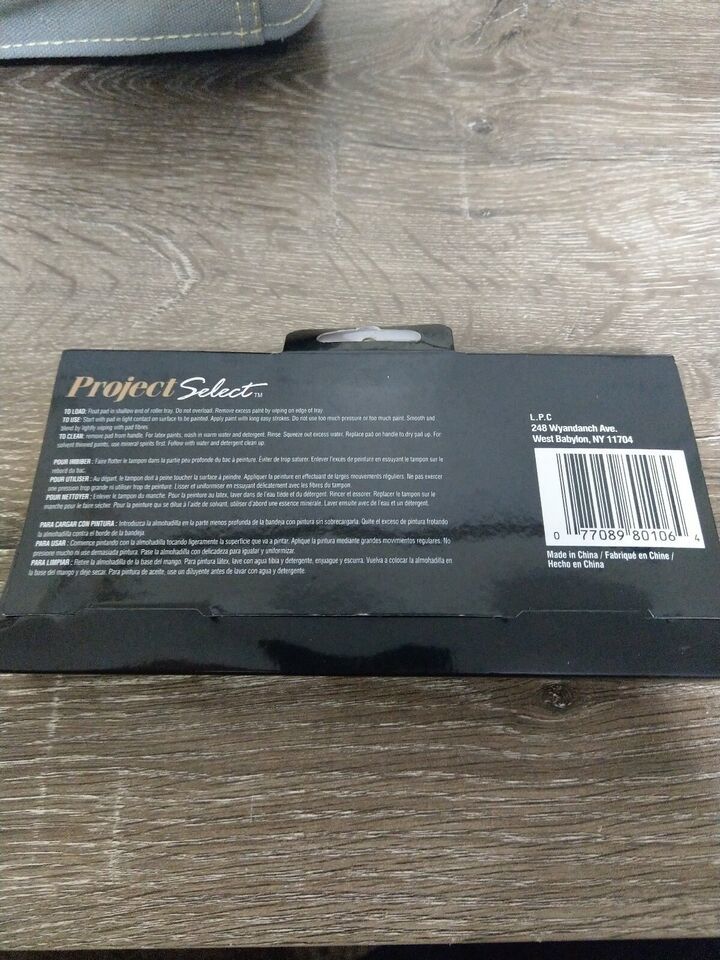 Project Select TM
TO LOAD: Float pad in shallow end of roller tray. Do not overload. Remove excess paint by wiping on edge of tray.
TO USE: Start with pad in light contact on surface to be painted. Apply paint with long easy strokes. Do not use too much pressure or too much paint. Smooth and
blend by lightly wiping with pad fibres.
TO CLEAN: remove pad from handle. For latex paints, wash in warm water and detergent. Rinse. Squeeze out excess water. Replace pad on handle to dry pad up. For
solvent thinned paints, use mineral spirits first. Follow with water and detergent clean up.
POUR IMBIBER : Faire flotter le tampon dans la partie peu profonde du bac à peinture. Éviter de trop saturer. Enlever l'excès de peinture en essuyant le tampon sur le
rebord du bac.
POUR UTILISER : Au départ, le tampon doit à peine toucher la surface à peindre. Appliquer la peinture en effectuant de larges mouvements réguliers. Ne pas exercer
une pression trop grande ni utiliser trop de peinture. Lisser et uniformiser en essuyant délicatement avec les fibres du tampon.
POUR NETTOYER : Enlever le tampon du manche. Pour la peinture au latex, laver dans de l'eau tiède et du détergent. Rincer et essorer. Replacer le tampon sur le
manche pour le faire sécher. Pour la peinture qui se dilue à l'aide de solvant, utiliser d'abord une essence minérale. Laver ensuite avec de l'eau et un détergent.
PARA CARGAR CON PINTURA : Introduzca la almohadilla en la parte menos profunda de la bandeja con pintura sin sobrecargarla. Quite el exceso de pintura frotando
la almohadilla contra el borde de la bandeja.
PARA USAR : Comience pintando con la almohadilla tocando ligeramente la superficie que va a pintar. Aplique la pintura mediante grandes movimientos regulares. No
presione mucho ni use demasiada pintura. Pase la almohadilla con delicadeza para igualar y uniformizar.
PARA LIMPIAR : Retire la almohadilla de la base del mango. Para pintura látex, lave con agua tibia y detergente, enjuague y escurra. Vuelva a colocar la almohadilla en
la base del mango y deje secar. Para pintura de aceite, use un diluyente antes de lavar con agua y detergente.
L.P.C
248 Wyandanch Ave.
West Babylon, NY 11704
0 77089 80106 4
Made in China / Fabriqué en Chine /
Hecho en China